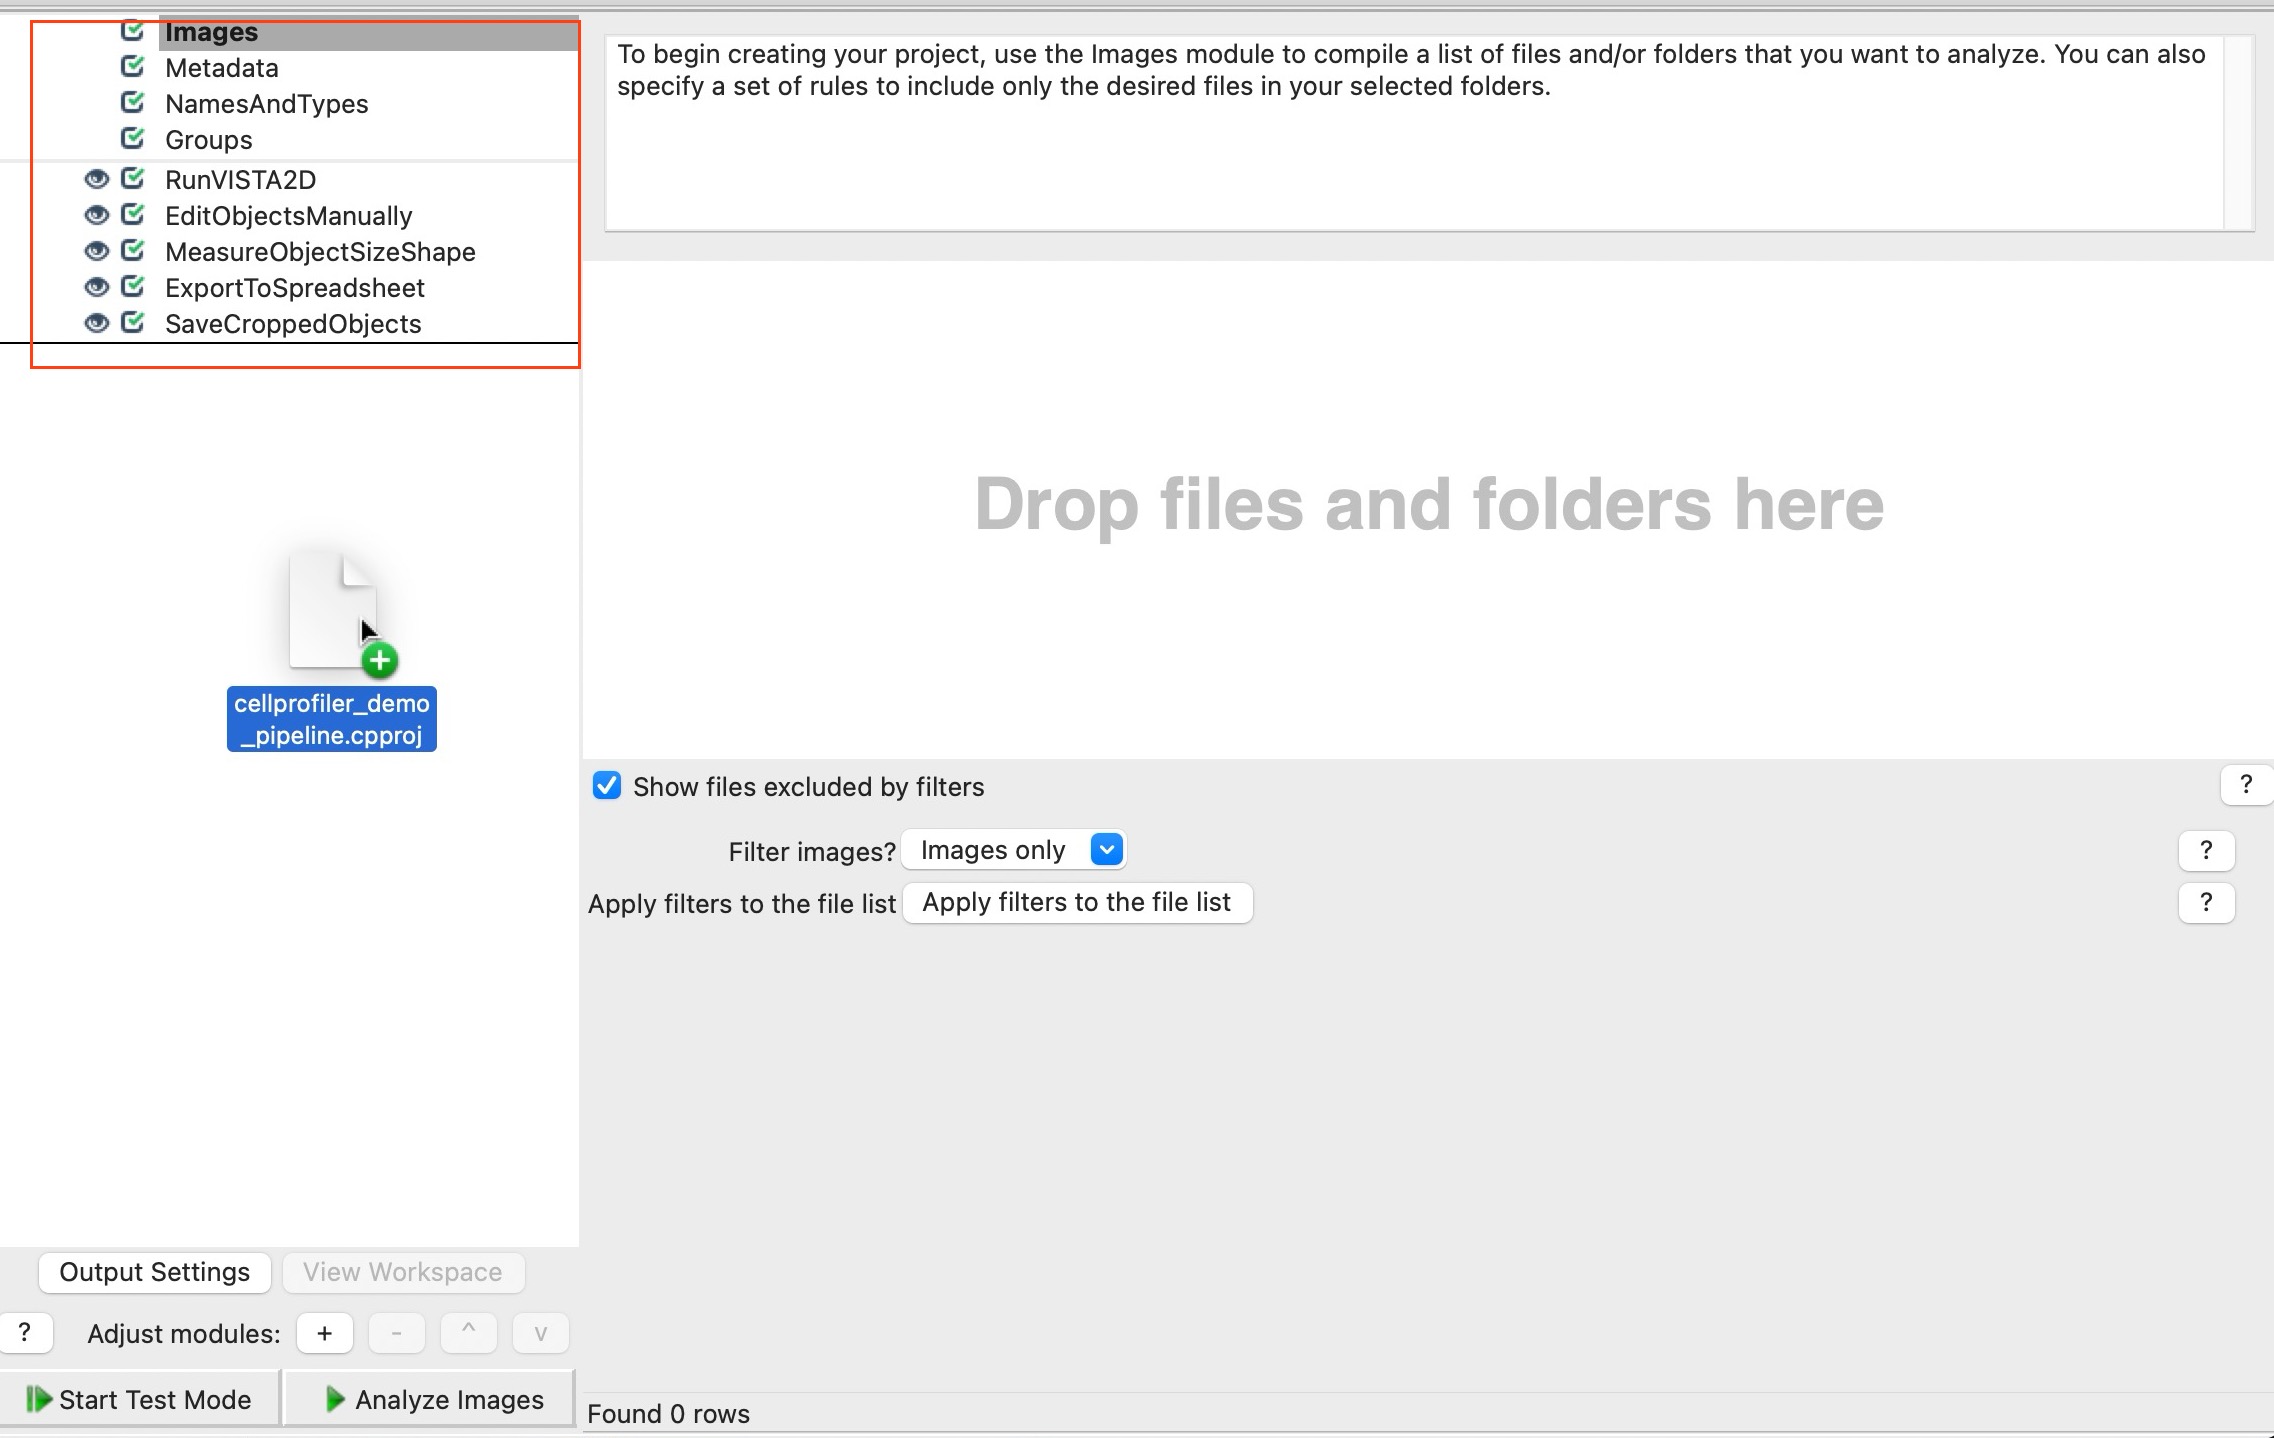 Images
Metadata
NamesAndTypes
Groups
RunVISTA2D
EditObjectsManually
MeasureObjectSizeShape
ExportToSpreadsheet
SaveCroppedObjects
cellprofiler_demo
_pipeline.cpproj
Output Settings
View Workspace
?
Adjust modules:
+
-
^
v
Start Test Mode
Analyze Images
To begin creating your project, use the Images module to compile a list of files and/or folders that you want to analyze. You can also
specify a set of rules to include only the desired files in your selected folders.
Drop files and folders here
Show files excluded by filters
?
Filter images?
Images only
?
Apply filters to the file list
Apply filters to the file list
?
Found 0 rows